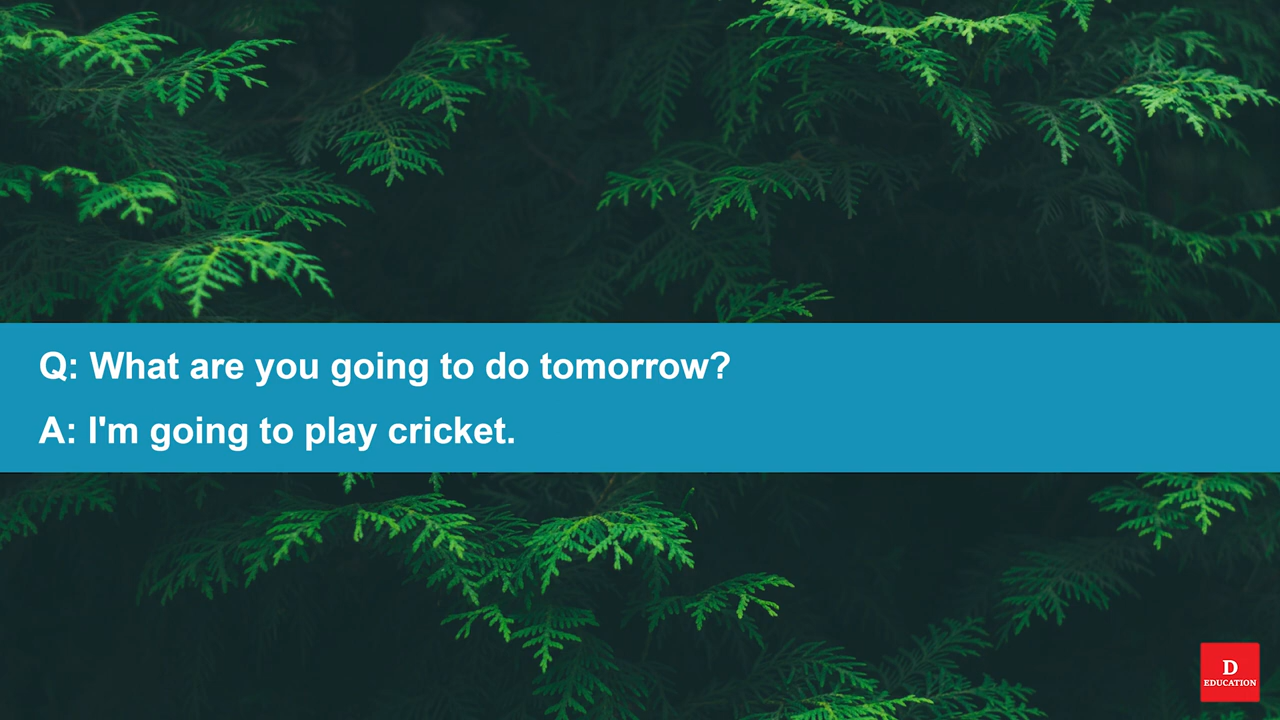 Q: What are you going to do tomorrow?
A: I'm going to play cricket.
D
EDUCATION